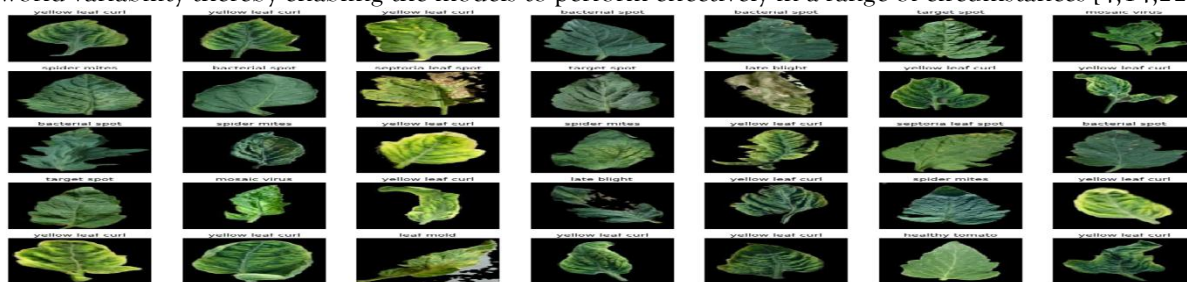 world variability thereby enabling the models to perform effectively in a range of circumstances
yellow leaf curl yellow leaf curl yellow leaf curl bacterial spot bacterial spot target spot mosaic virus
spider mites bacterial spot septoria leaf spot target spot late blight yellow leaf curl yellow leaf curl
bacterial spot spider mites yellow leaf curl spider mites yellow leaf curl septoria leaf spot bacterial spot
target spot mosaic virus yellow leaf curl late blight yellow leaf curl spider mites yellow leaf curl
yellow leaf curl yellow leaf curl leaf mold yellow leaf curl yellow leaf curl healthy tomato yellow leaf curl